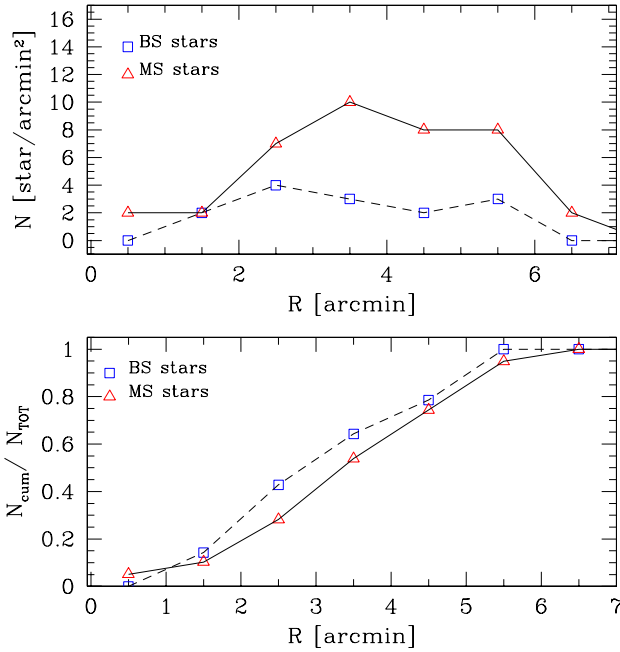 16
14
12
10
8
6
4
2
0
N [star/arcmin²]
BS stars
MS stars
0 2 4 6
R [arcmin]
1
0.8
0.6
0.4
0.2
0
N_cum/ N_TOT
BS stars
MS stars
0 1 2 3 4 5 6 7
R [arcmin]